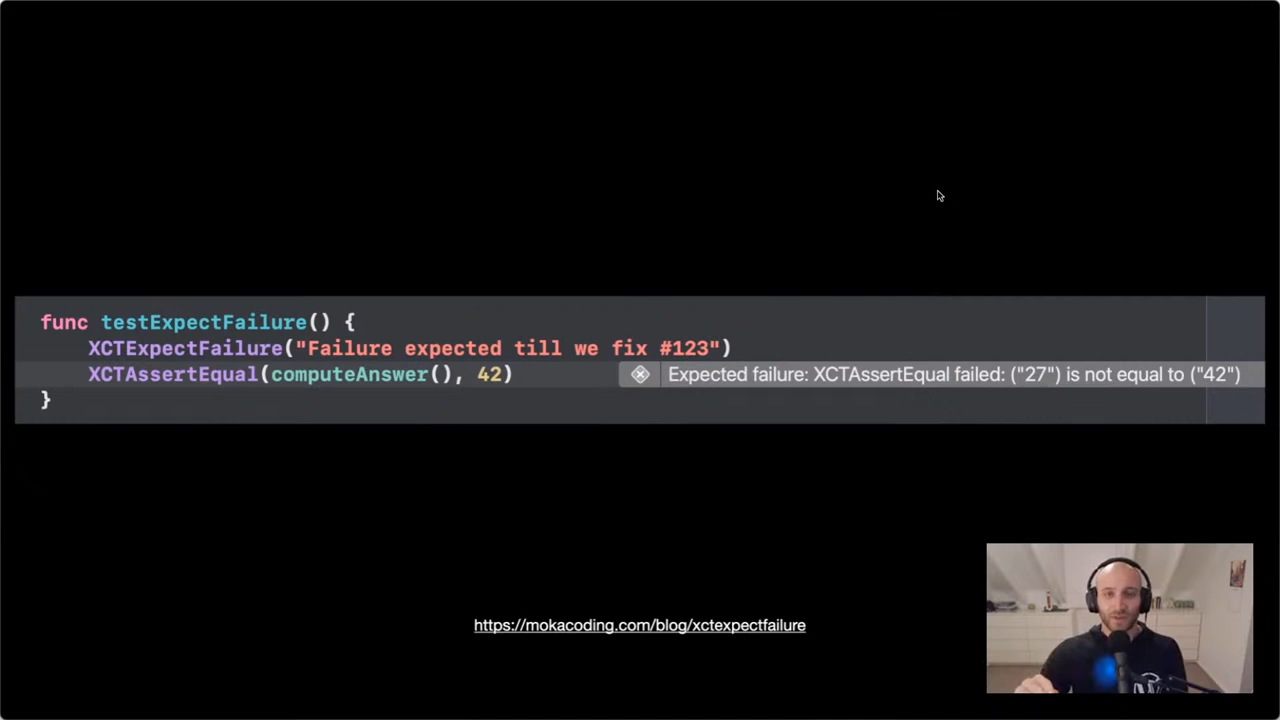 func testExpectFailure() {
XCTExpectFailure("Failure expected till we fix #123")
XCTAssertEqual(computeAnswer(), 42)
Expected failure: XCTAssertEqual failed: ("27") is not equal to ("42")
}
https://mokacoding.com/blog/xctexpectfailure